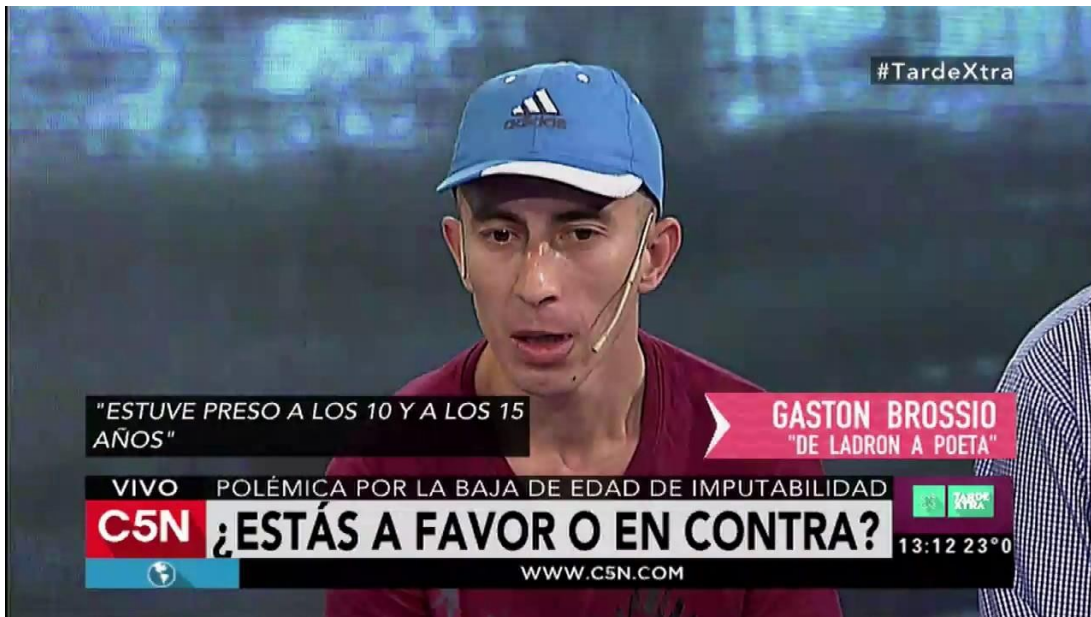 #TardeXtra
adidas
"ESTUVE PRESO A LOS 10 Y A LOS 15
AÑOS"
GASTON BROSSIO
"DE LADRON A POETA"
VIVO POLÉMICA POR LA BAJA DE EDAD DE IMPUTABILIDAD
C5N ¿ESTÁS A FAVOR O EN CONTRA?
TARDE
XTRA
13:12 23°0
WWW.C5N.COM